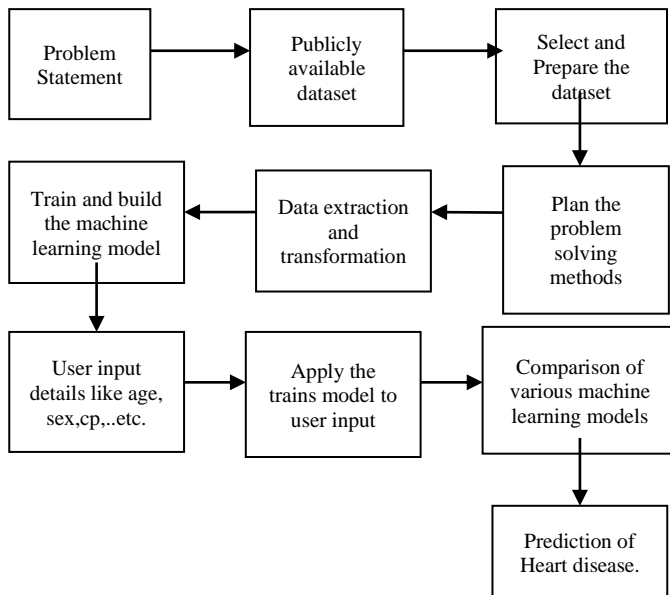 Problem
Statement
Publicly
available
dataset
Select and
Prepare the
dataset
Plan the
problem
solving
methods
Data extraction
and
transformation
Train and build
the machine
learning model
User input
details like age,
sex,cp,..etc.
Apply the
trains model to
user input
Comparison of
various machine
learning models
Prediction of
Heart disease.